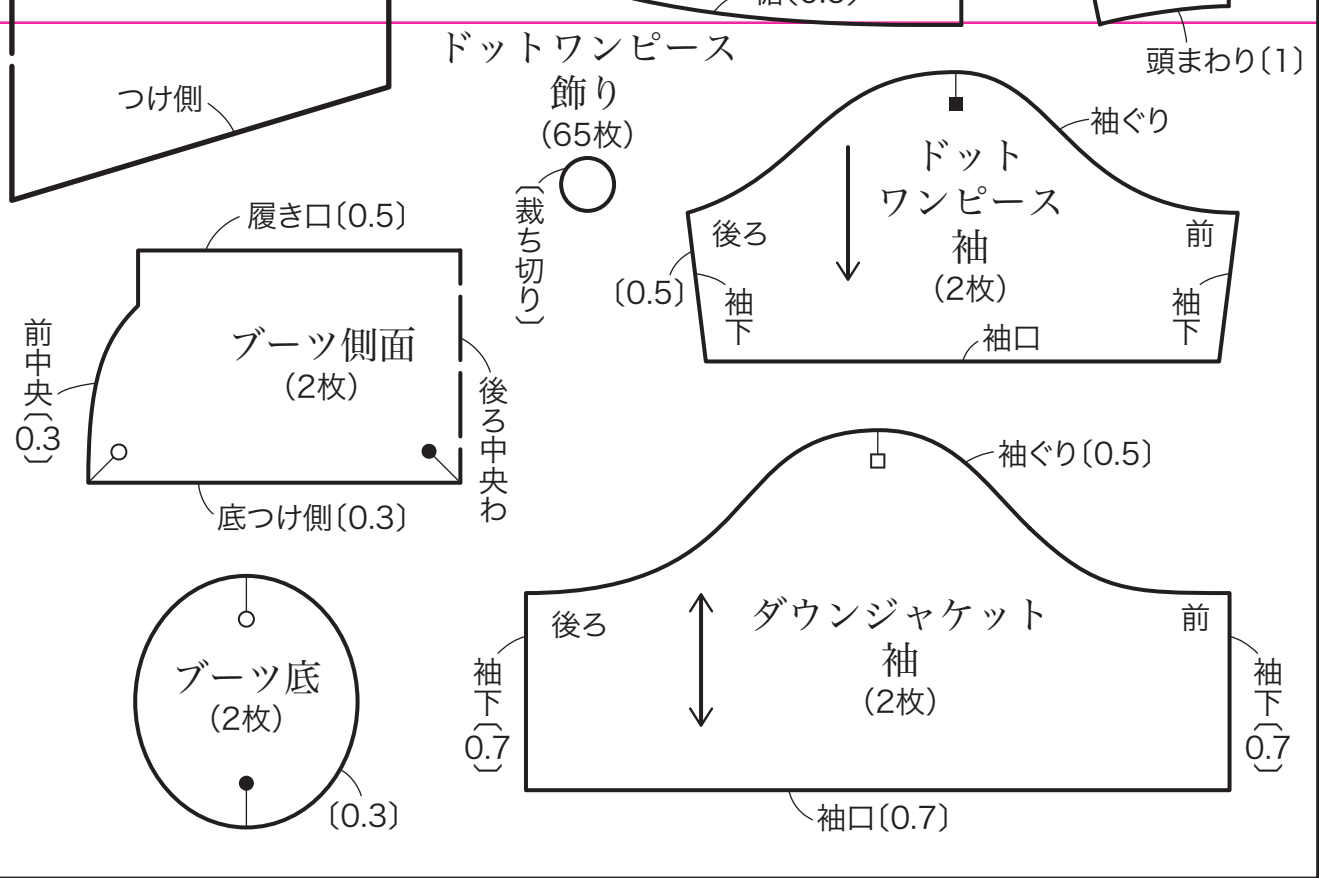 裾〔0.5〕
頭まわり〔1〕
つけ側
ドットワンピース
飾り
（65枚）
〔裁ち切り〕
袖ぐり
ドット
ワンピース
袖
（2枚）
後ろ
前
〔0.5〕
袖下
袖下
袖口
履き口〔0.5〕
ブーツ側面
（2枚）
前中央〔0.3〕
後ろ中央わ
底つけ側〔0.3〕
袖ぐり〔0.5〕
ダウンジャケット
袖
（2枚）
後ろ
前
袖下〔0.7〕
袖下〔0.7〕
袖口〔0.7〕
ブーツ底
（2枚）
〔0.3〕